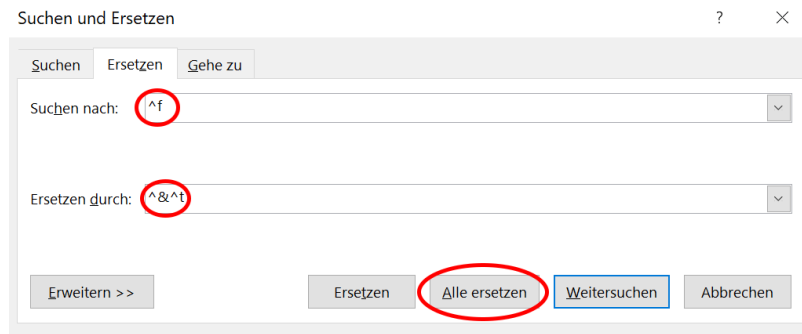 Suchen und Ersetzen ? ×
Suchen Ersetzen Gehe zu
Suchen nach: ^f
Ersetzen durch: ^&^t
Erweitern >> Ersetzen Alle ersetzen Weitersuchen Abbrechen